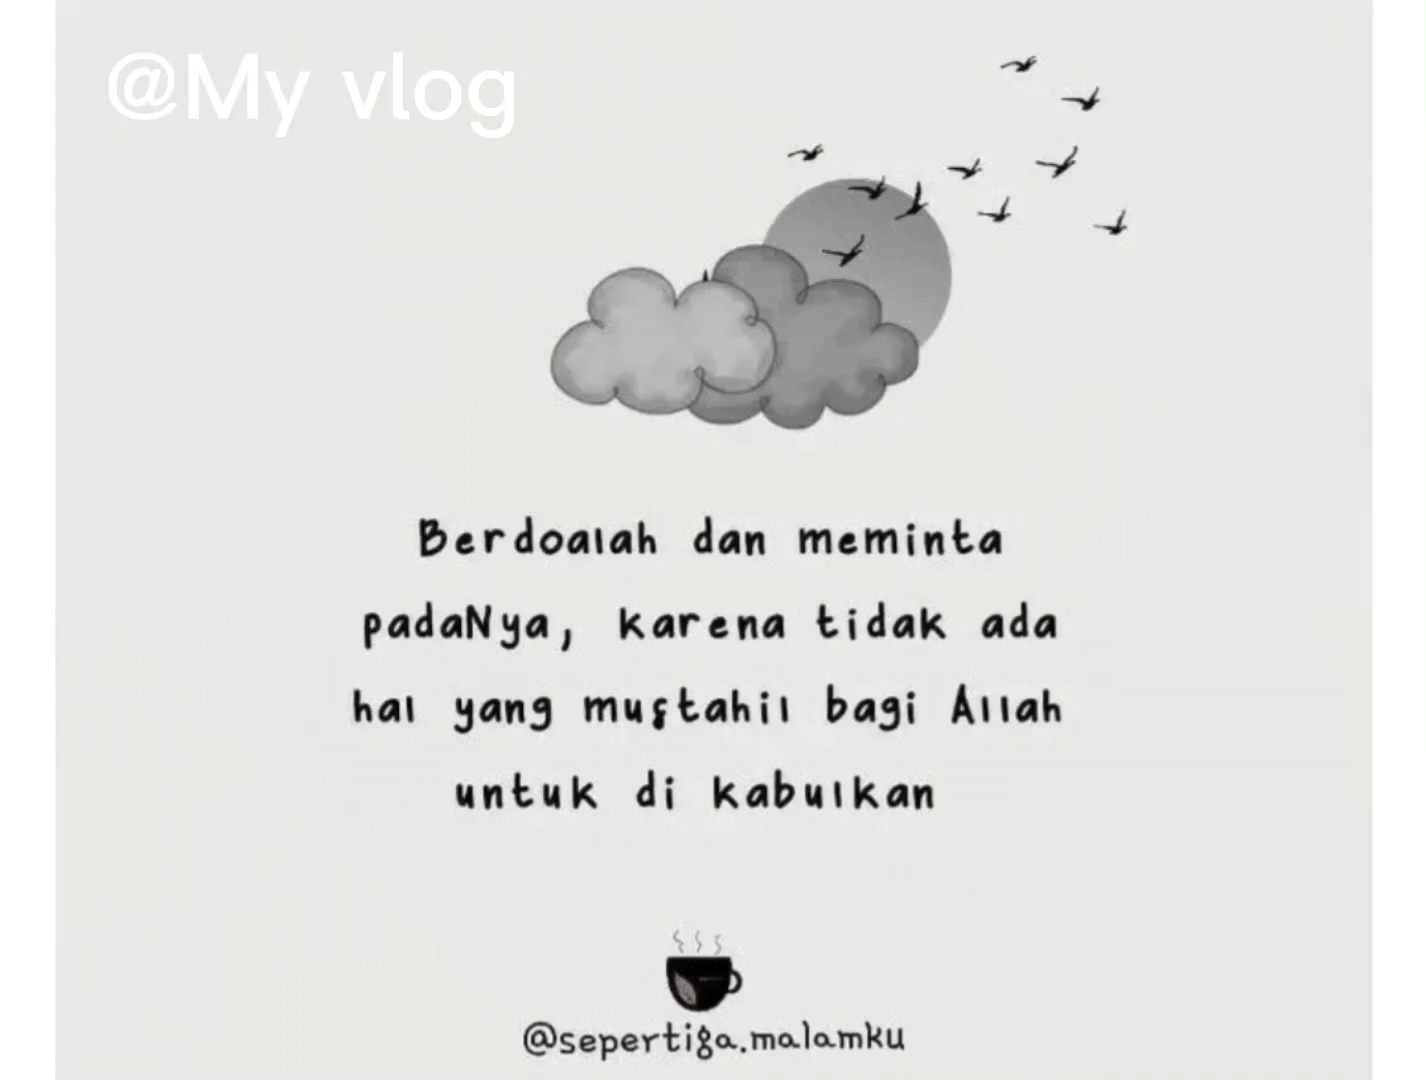 @My vlog
Berdoalah dan meminta
padaNya, karena tidak ada
hal yang mustahil bagi Allah
untuk di kabulkan
@sepertiga.malamku